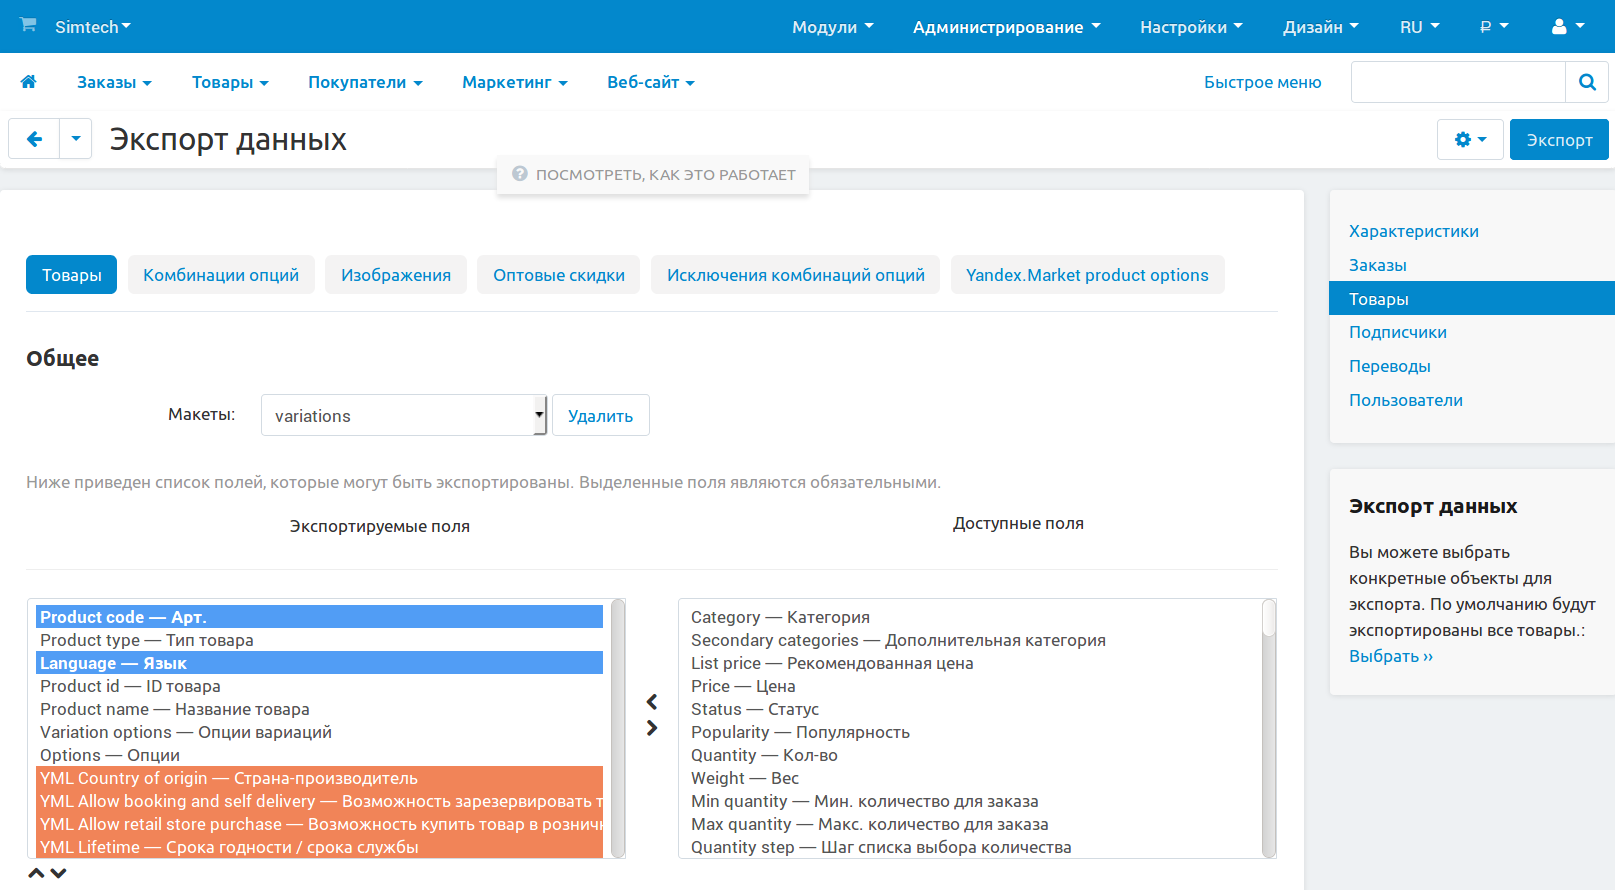 Simtech
Модули
Администрирование
Настройки
Дизайн
RU
₽
Заказы
Товары
Покупатели
Маркетинг
Веб-сайт
Быстрое меню
Экспорт данных
Экспорт
ПОСМОТРЕТЬ, КАК ЭТО РАБОТАЕТ
Товары
Комбинации опций
Изображения
Оптовые скидки
Исключения комбинаций опций
Yandex.Market product options
Общее
Макеты:
variations
Удалить
Ниже приведен список полей, которые могут быть экспортированы. Выделенные поля являются обязательными.
Экспортируемые поля
Product code — Арт.
Product type — Тип товара
Language — Язык
Product id — ID товара
Product name — Название товара
Variation options — Опции вариаций
Options — Опции
YML Country of origin — Страна-производитель
YML Allow booking and self delivery — Возможность зарезервировать т
YML Allow retail store purchase — Возможность купить товар в рознич
YML Lifetime — Срока годности / срока службы
Доступные поля
Category — Категория
Secondary categories — Дополнительная категория
List price — Рекомендованная цена
Price — Цена
Status — Статус
Popularity — Популярность
Quantity — Кол-во
Weight — Вес
Min quantity — Мин. количество для заказа
Max quantity — Макс. количество для заказа
Quantity step — Шаг списка выбора количества
Характеристики
Заказы
Товары
Подписчики
Переводы
Пользователи
Экспорт данных
Вы можете выбрать
конкретные объекты для
экспорта. По умолчанию будут
экспортированы все товары.:
Выбрать ››